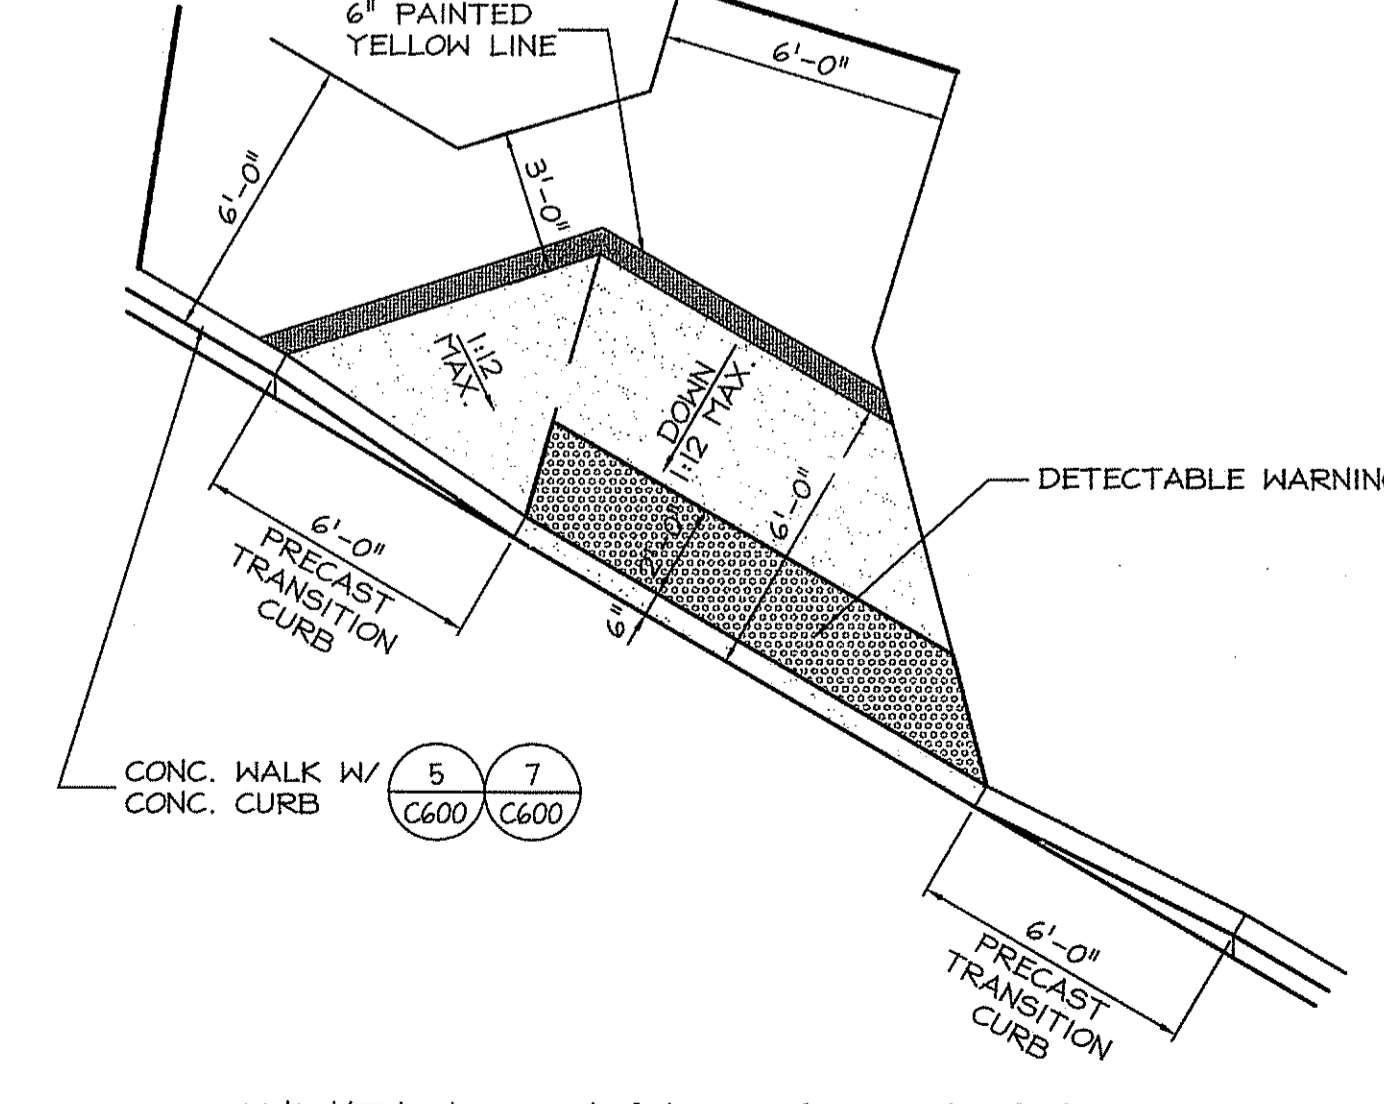 6" PAINTED
YELLOW LINE
6'-0"
6'-0"
3'-0"
1:12
MAX.
DOWN
1:12 MAX.
6'-0"
2'-0"
6"
DETECTABLE
6'-0"
PRECAST
TRANSITION
CURB
CONC. WALK W/
CONC. CURB
5
C600
7
C600
6'-0"
PRECAST
TRANSITION
CURB